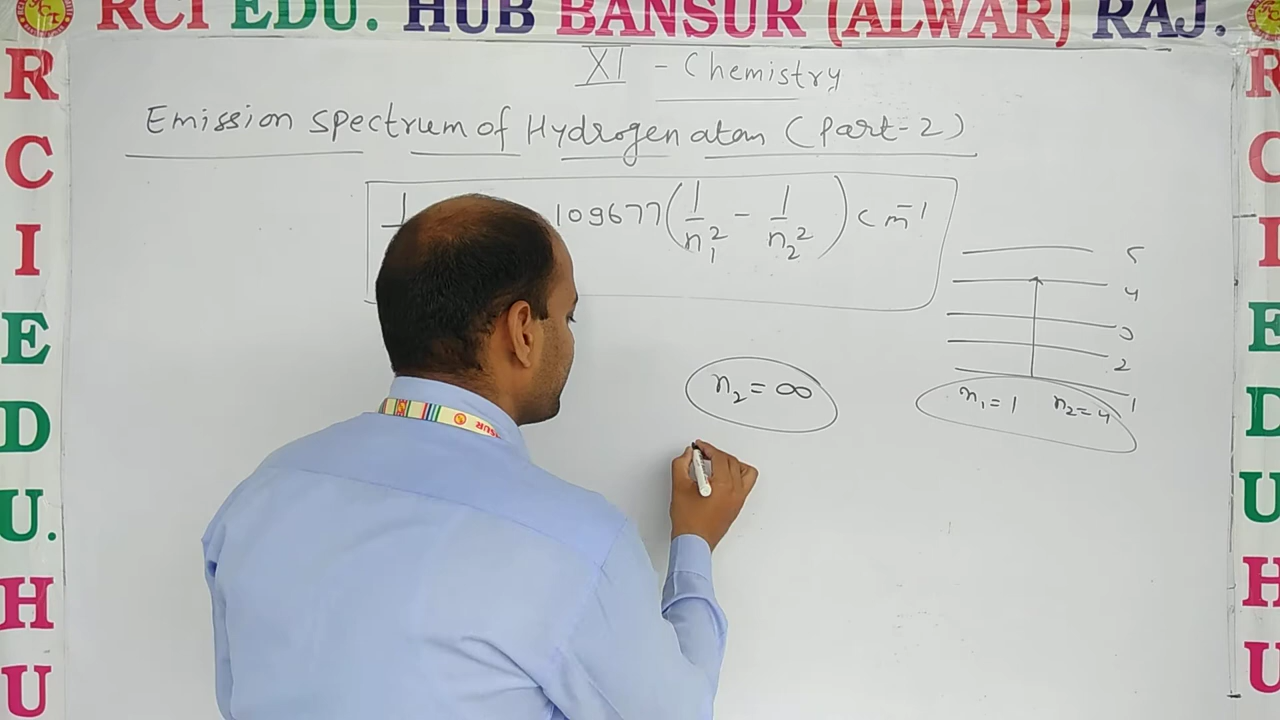 RCI EDU. HUB BANSUR (ALWAR) RAJ.
XI - Chemistry
Emission spectrum of Hydrogen atom (Part-2)
1 109677 (1/n₁² - 1/n₂²) cm⁻¹
5
4
3
2
1
n₂ = ∞
n₁ = 1 n₂ = 4
R C I E D U. H U
R C I E D U H U